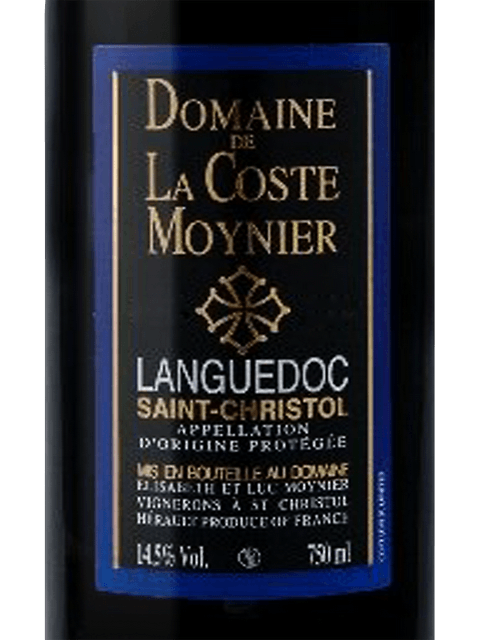 DOMAINE
DE
LA COSTE
MOYNIER
LANGUEDOC
SAINT-CHRISTOL
APPELLATION
D'ORIGINE PROTÉGÉE
MIS EN BOUTEILLE AU DOMAINE
ELISABETH ET LUC MOYNIER
VIGNERONS À ST CHRISTOL
HÉRAULT PRODUCE OF FRANCE
14,5% Vol. 750 ml